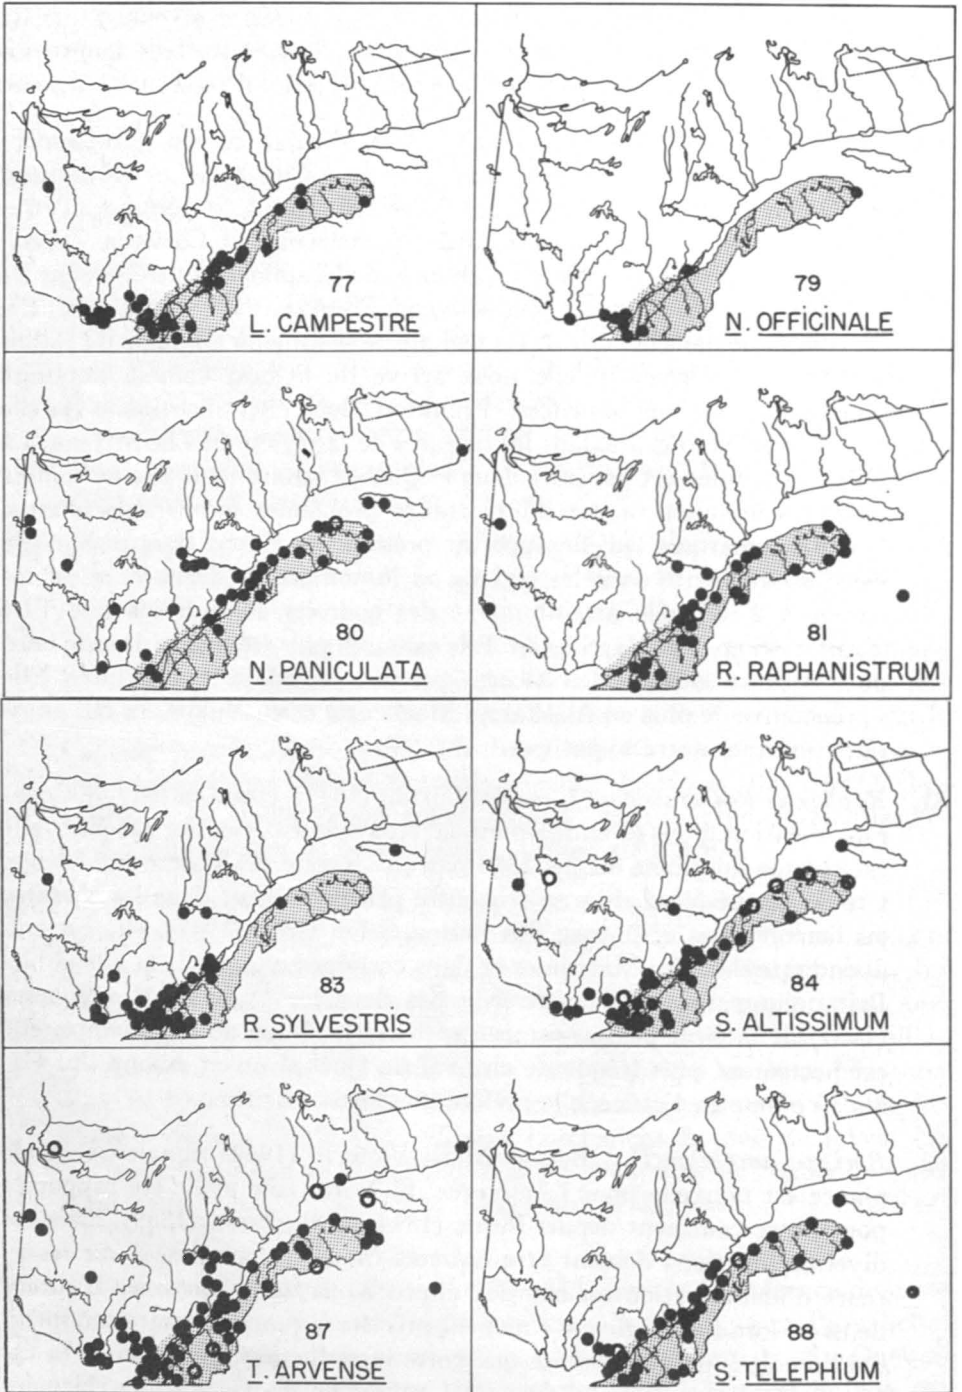 77
L. CAMPESTRE
79
N. OFFICINALE
80
N. PANICULATA
81
R. RAPHANISTRUM
83
R. SYLVESTRIS
84
S. ALTISSIMUM
87
T. ARVENSE
88
S. TELEPHIUM